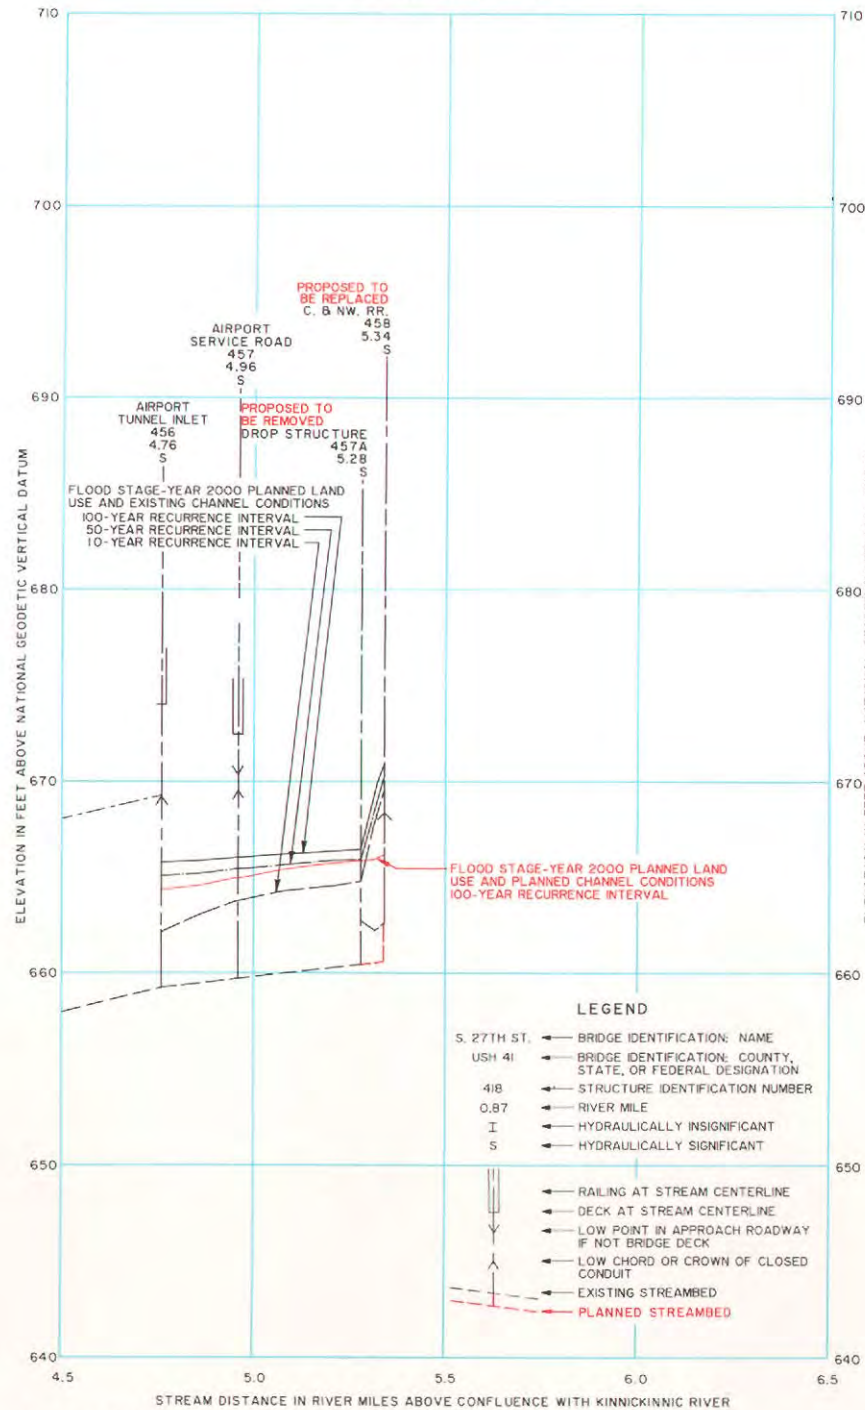 710
710
700
700
PROPOSED TO
BE REPLACED
C. & NW. RR.
458
5.34
S
AIRPORT
SERVICE ROAD
457
4.96
S
690
690
AIRPORT
TUNNEL INLET
456
4.76
S
PROPOSED TO
BE REMOVED
DROP STRUCTURE
457A
5.28
S
FLOOD STAGE-YEAR 2000 PLANNED LAND
USE AND EXISTING CHANNEL CONDITIONS
100-YEAR RECURRENCE INTERVAL
50-YEAR RECURRENCE INTERVAL
10-YEAR RECURRENCE INTERVAL
ELEVATION IN FEET ABOVE NATIONAL GEODETIC VERTICAL DATUM
680
680
670
670
FLOOD STAGE-YEAR 2000 PLANNED LAND
USE AND PLANNED CHANNEL CONDITIONS
100-YEAR RECURRENCE INTERVAL
660
660
LEGEND
S. 27TH ST. BRIDGE IDENTIFICATION: NAME
USH 41 BRIDGE IDENTIFICATION: COUNTY,
STATE, OR FEDERAL DESIGNATION
418 STRUCTURE IDENTIFICATION NUMBER
0.87 RIVER MILE
I HYDRAULICALLY INSIGNIFICANT
S HYDRAULICALLY SIGNIFICANT
650
650
RAILING AT STREAM CENTERLINE
DECK AT STREAM CENTERLINE
LOW POINT IN APPROACH ROADWAY
IF NOT BRIDGE DECK
LOW CHORD OR CROWN OF CLOSED
CONDUIT
EXISTING STREAMBED
PLANNED STREAMBED
640
640
4.5 5.0 5.5 6.0 6.5
STREAM DISTANCE IN RIVER MILES ABOVE CONFLUENCE WITH KINNICKINNIC RIVER